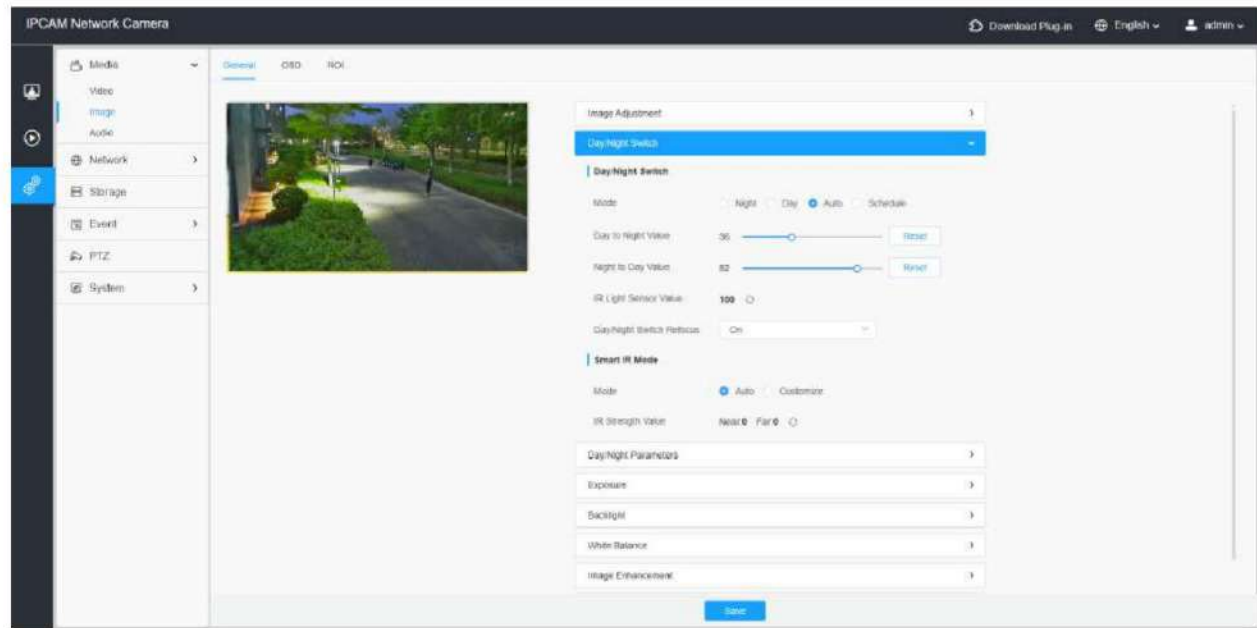 IPCAM Network Camera
Download Plug-in English admin
Media
Video
Image
Audio
Network
Storage
Event
PTZ
System
General OSD ROI
Image Adjustment
Day/Night Switch
Day/Night Switch
Mode Night Day Auto Schedule
Day to Night Value 36 Reset
Night to Day Value 82 Reset
IR Light Sensor Value 100
Day/Night Switch Refocus On
Smart IR Mode
Mode Auto Customize
IR Strength Value Near 0 Far 0
Day/Night Parameters
Exposure
Backlight
White Balance
Image Enhancement
Save